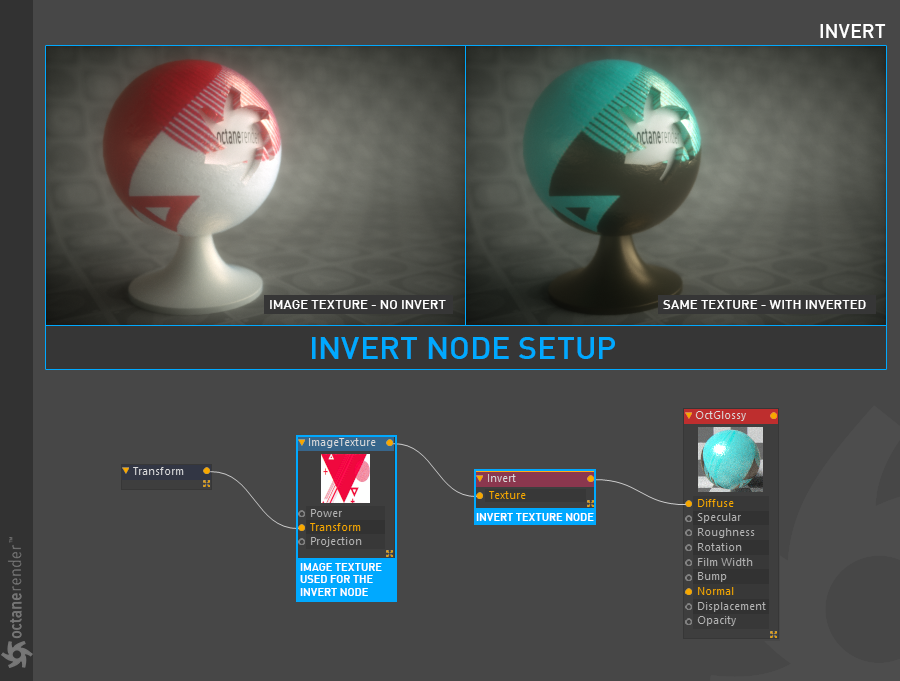 INVERT
octanerender
octanerender
IMAGE TEXTURE - NO INVERT
SAME TEXTURE - WITH INVERTED
INVERT NODE SETUP
Transform
ImageTexture
Power
Transform
Projection
IMAGE TEXTURE
USED FOR THE
INVERT NODE
Invert
Texture
INVERT TEXTURE NODE
OctGlossy
Diffuse
Specular
Roughness
Rotation
Film Width
Bump
Normal
Displacement
Opacity
octanerender™